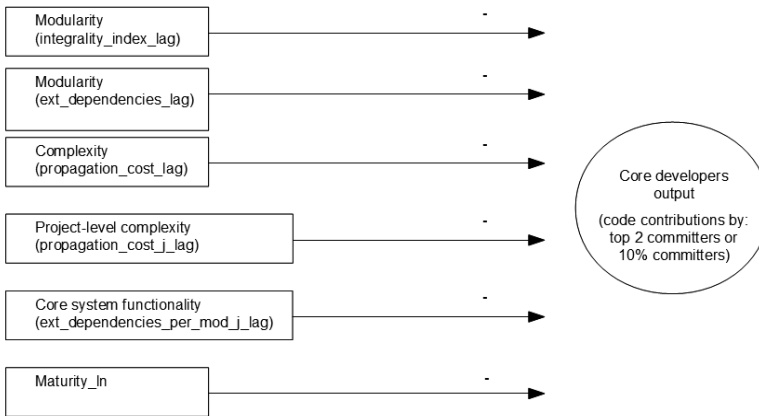 Modularity
(integrality_index_lag)
-
Modularity
(ext_dependencies_lag)
-
Complexity
(propagation_cost_lag)
-
Project-level complexity
(propagation_cost_j_lag)
-
Core system functionality
(ext_dependencies_per_mod_j_lag)
-
Maturity_ln
-
Core developers
output
(code contributions by:
top 2 committers or
10% committers)